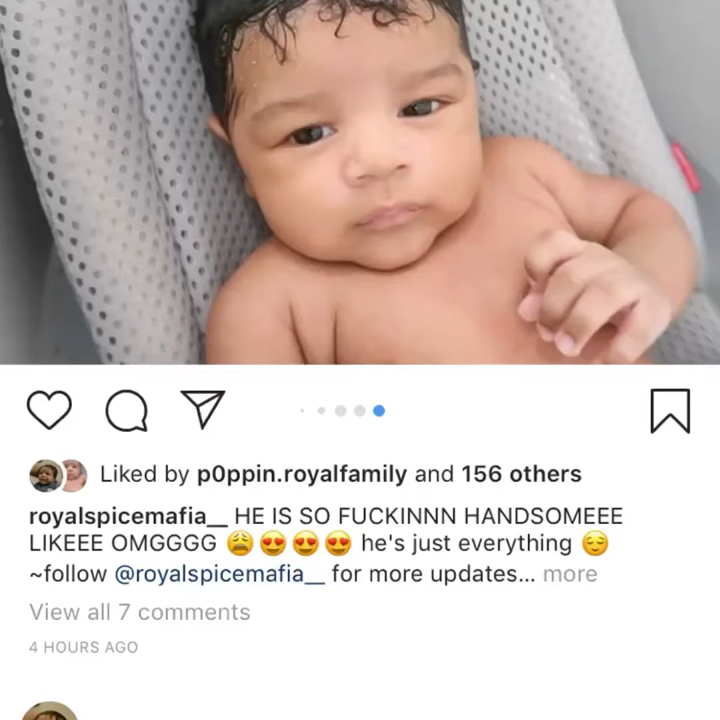 Liked by p0ppin.royalfamily and 156 others
royalspicemafia__ HE IS SO FUCKINNN HANDSOMEEE
LIKEEE OMGGGG 😩😍😍😍 he's just everything 😌
~follow @royalspicemafia__ for more updates... more
View all 7 comments
4 HOURS AGO